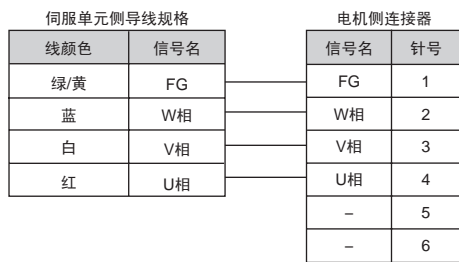 伺服单元侧导线规格 电机侧连接器
线颜色 信号名 信号名 针号
绿/黄 FG FG 1
蓝 W相 W相 2
白 V相 V相 3
红 U相 U相 4
– 5
– 6